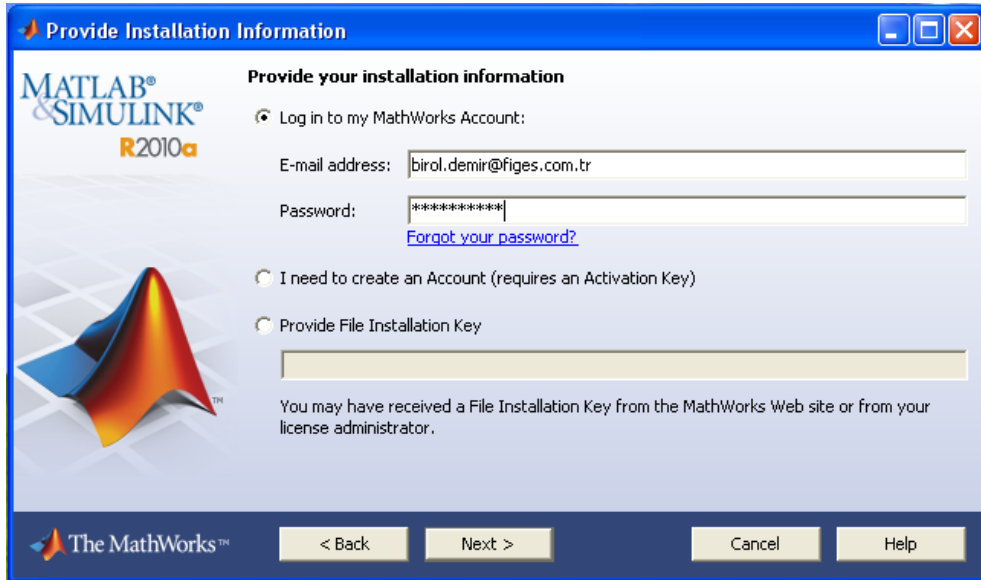 Provide Installation Information
MATLAB®
&SIMULINK®
R2010a
Provide your installation information
Log in to my MathWorks Account:
E-mail address: birol.demir@figes.com.tr
Password: **********
Forgot your password?
I need to create an Account (requires an Activation Key)
Provide File Installation Key
You may have received a File Installation Key from the MathWorks Web site or from your
license administrator.
TM
The MathWorks™ < Back Next > Cancel Help